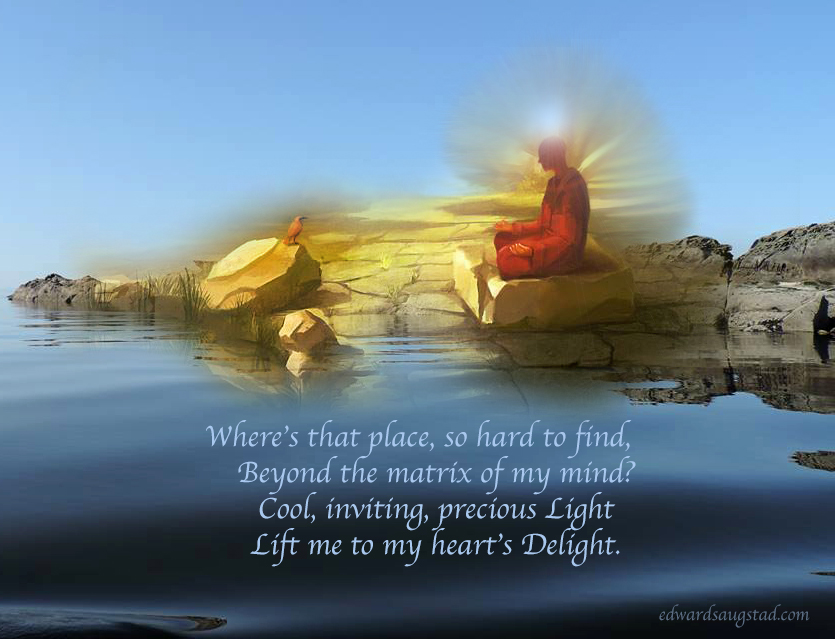 Where's that place, so hard to find,
Beyond the matrix of my mind?
Cool, inviting, precious Light
Lift me to my heart's Delight.
edwardsaugstad.com